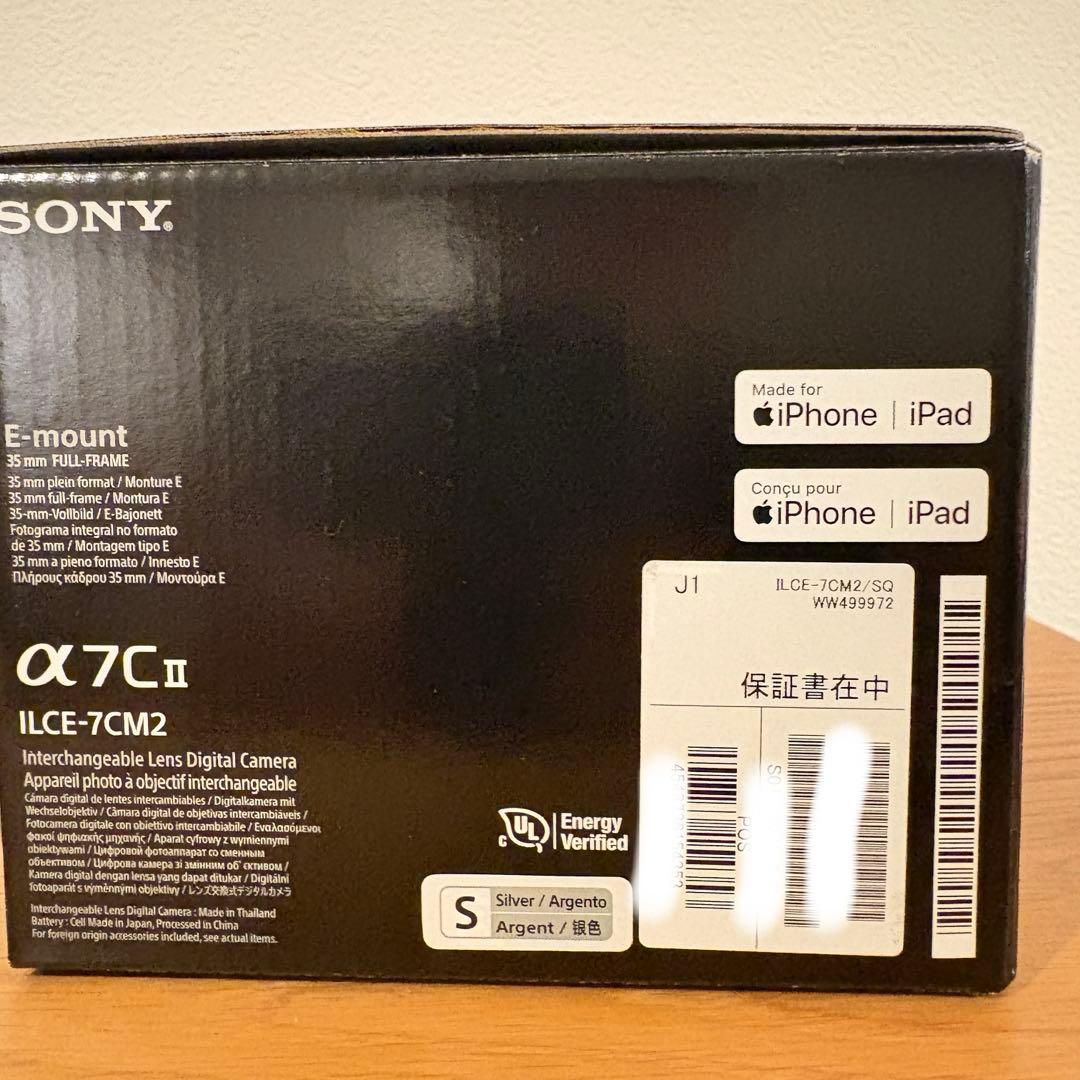 SONY®
E-mount
35 mm FULL-FRAME
35 mm plein format / Monture E
35 mm full-frame / Montura E
35-mm-Vollbild / E-Bajonett
Fotograma integral no formato
de 35 mm / Montagem tipo E
35 mm a pieno formato / Innesto E
Πλήρους κάδρου 35 mm / Μοντούρα E
α7CII
ILCE-7CM2
Interchangeable Lens Digital Camera
Appareil photo à objectif interchangeable
Cámara digital de lentes intercambiables / Digitalkamera mit
Wechselobjektiv / Câmara digital de objetivas intercambiáveis /
Fotocamera digitale con obiettivo intercambiabile / Εναλασσόμενοι
φακοί ψηφιακής μηχανής / Aparat cyfrowy z wymiennymi
obiektywami / Цифровой фотоаппарат со сменным
объективом / Цифрова камера зі змінним об'єктивом /
Kamera digital dengan lensa yang dapat ditukar / Digitální
fotoaparát s výměnnými objektivy / レンズ交換式デジタルカメラ
Interchangeable Lens Digital Camera : Made in Thailand
Battery : Cell Made in Japan, Processed in China
For foreign origin accessories included, see actual items.
Made for
iPhone | iPad
Conçu pour
iPhone | iPad
J1
ILCE-7CM2/SQ
WW499972
保証書在中
POS
c UL
Energy
Verified
S
Silver / Argento
Argent / 银色